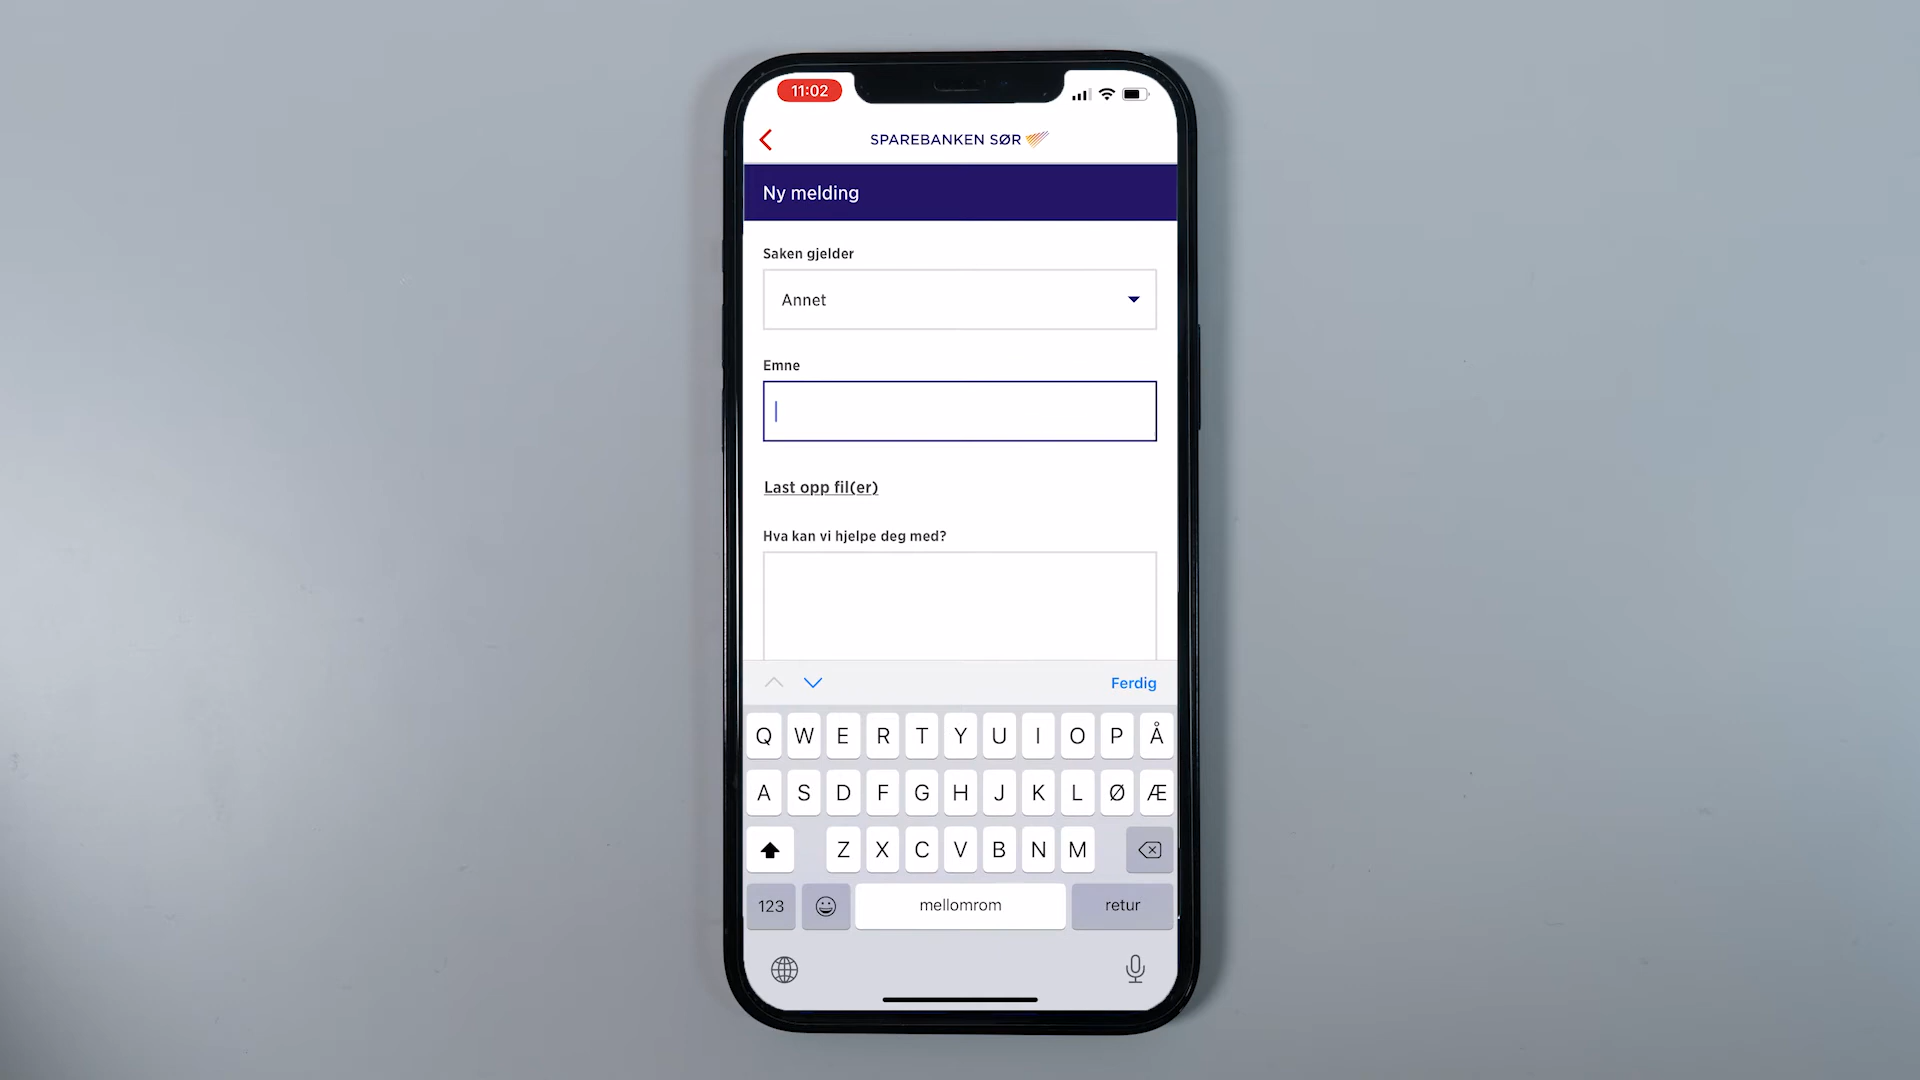 11:02
SPAREBANKEN SØR
Ny melding
Saken gjelder
Annet
Emne
Last opp fil(er)
Hva kan vi hjelpe deg med?
Ferdig
Q W E R T Y U I O P Å
A S D F G H J K L Ø Æ
Z X C V B N M
123 mellomrom retur